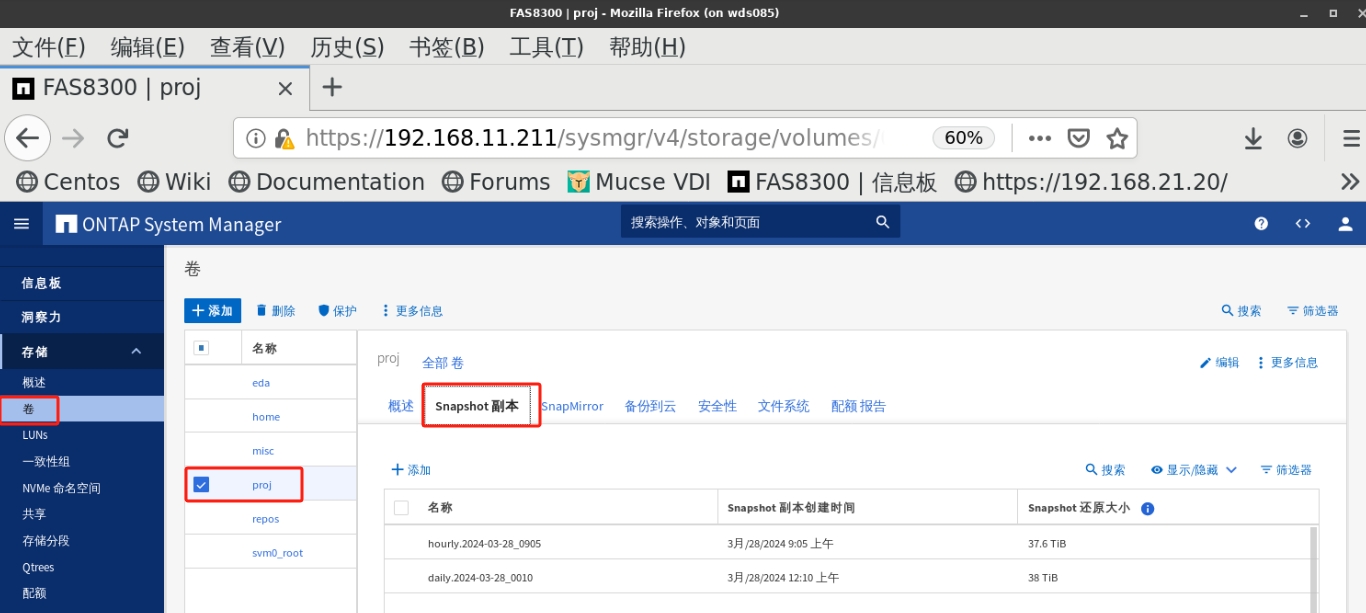 FAS8300 | proj - Mozilla Firefox (on wds085)
文件(F) 编辑(E) 查看(V) 历史(S) 书签(B) 工具(T) 帮助(H)
FAS8300 | proj
https://192.168.11.211/sysmgr/v4/storage/volumes/ 60%
Centos Wiki Documentation Forums Mucse VDI FAS8300 | 信息板 https://192.168.21.20/
ONTAP System Manager 搜索操作、对象和页面
信息板
洞察力
存储
概述
卷
LUNs
一致性组
NVMe 命名空间
共享
存储分段
Qtrees
配额
卷
添加 删除 保护 更多信息 搜索 筛选器
名称
eda
home
misc
proj
repos
svm0_root
proj 全部 卷 编辑 更多信息
概述 Snapshot 副本 SnapMirror 备份到云 安全性 文件系统 配额 报告
添加 搜索 显示/隐藏 筛选器
名称 Snapshot 副本创建时间 Snapshot 还原大小
hourly.2024-03-28_0905 3月/28/2024 9:05 上午 37.6 TiB
daily.2024-03-28_0010 3月/28/2024 12:10 上午 38 TiB